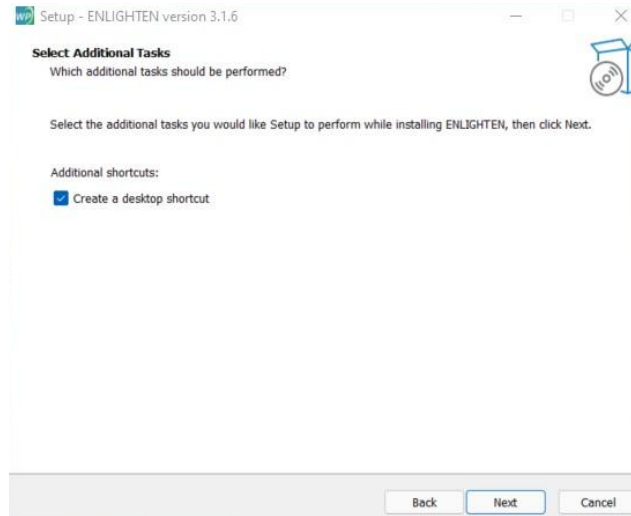 WP Setup - ENLIGHTEN version 3.1.6
Select Additional Tasks
Which additional tasks should be performed?
Select the additional tasks you would like Setup to perform while installing ENLIGHTEN, then click Next.
Additional shortcuts:
Create a desktop shortcut
Back Next Cancel